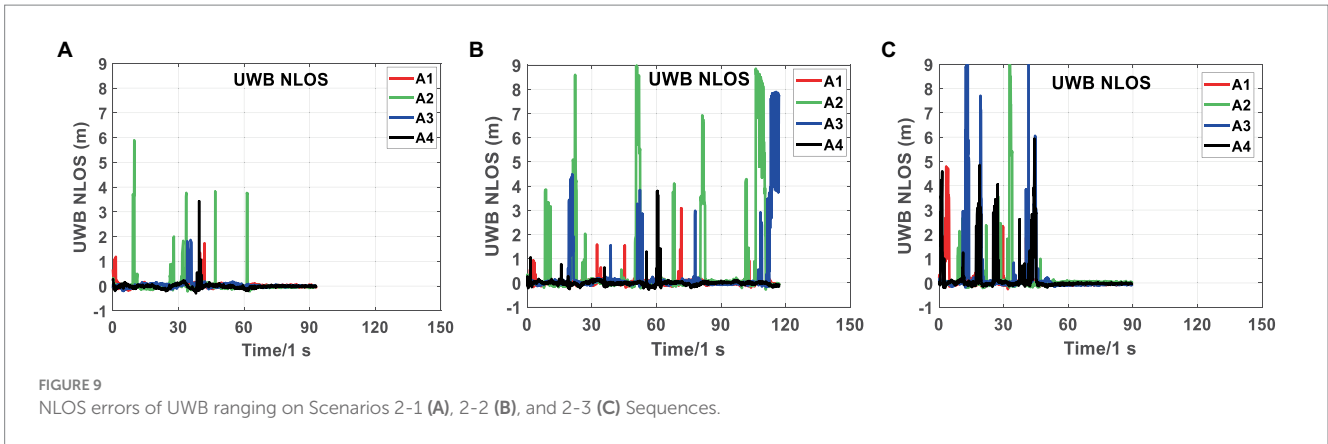 A
UWB NLOS
A1
A2
A3
A4
9
8
7
6
5
4
3
2
1
0
-1
UWB NLOS (m)
0 30 60 90 120 150
Time/1 s
B
UWB NLOS
A1
A2
A3
A4
9
8
7
6
5
4
3
2
1
0
-1
UWB NLOS (m)
0 30 60 90 120 150
Time/1 s
C
UWB NLOS
A1
A2
A3
A4
9
8
7
6
5
4
3
2
1
0
-1
UWB NLOS (m)
0 30 60 90 120 150
Time/1 s
FIGURE 9
NLOS errors of UWB ranging on Scenarios 2-1 (A), 2-2 (B), and 2-3 (C) Sequences.